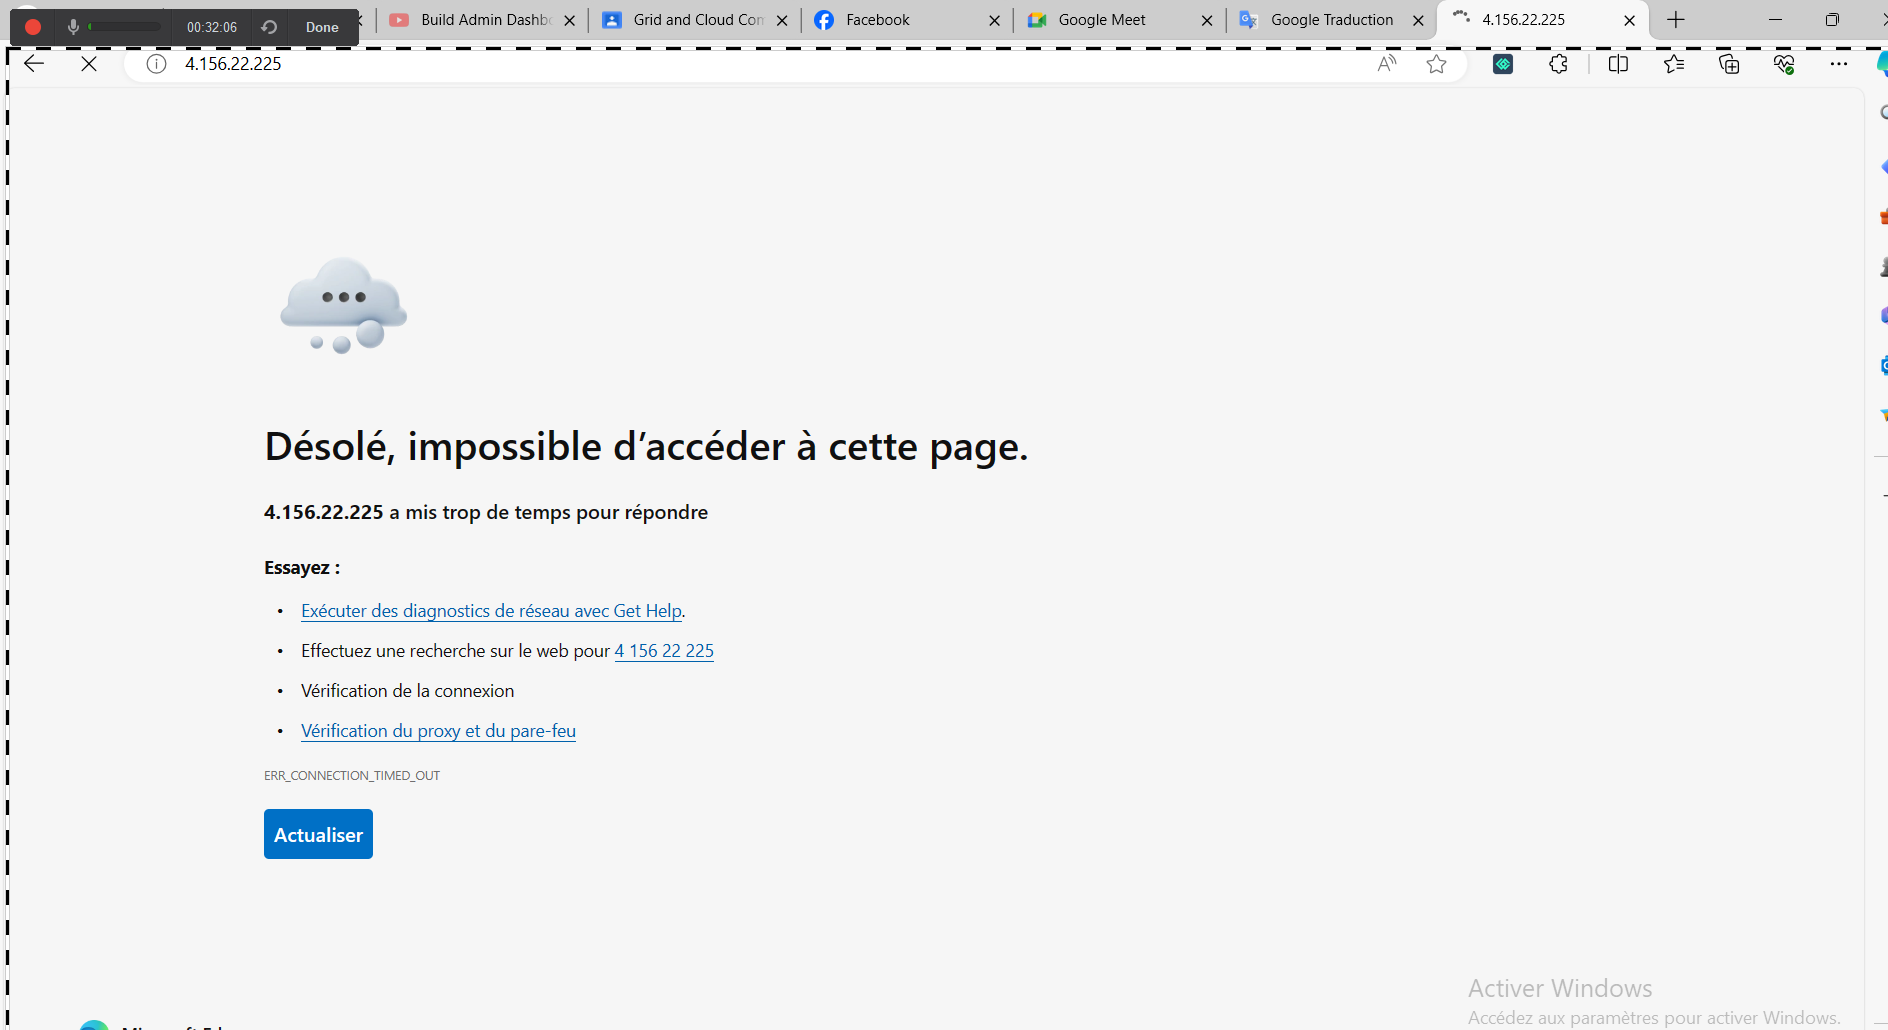 00:32:06
Done
Build Admin Dashb
Grid and Cloud Com
Facebook
Google Meet
Google Traduction
4.156.22.225
4.156.22.225
Désolé, impossible d’accéder à cette page.
4.156.22.225 a mis trop de temps pour répondre
Essayez :
• Exécuter des diagnostics de réseau avec Get Help.
• Effectuez une recherche sur le web pour 4 156 22 225
• Vérification de la connexion
• Vérification du proxy et du pare-feu
ERR_CONNECTION_TIMED_OUT
Actualiser
Activer Windows
Accédez aux paramètres pour activer Windows.